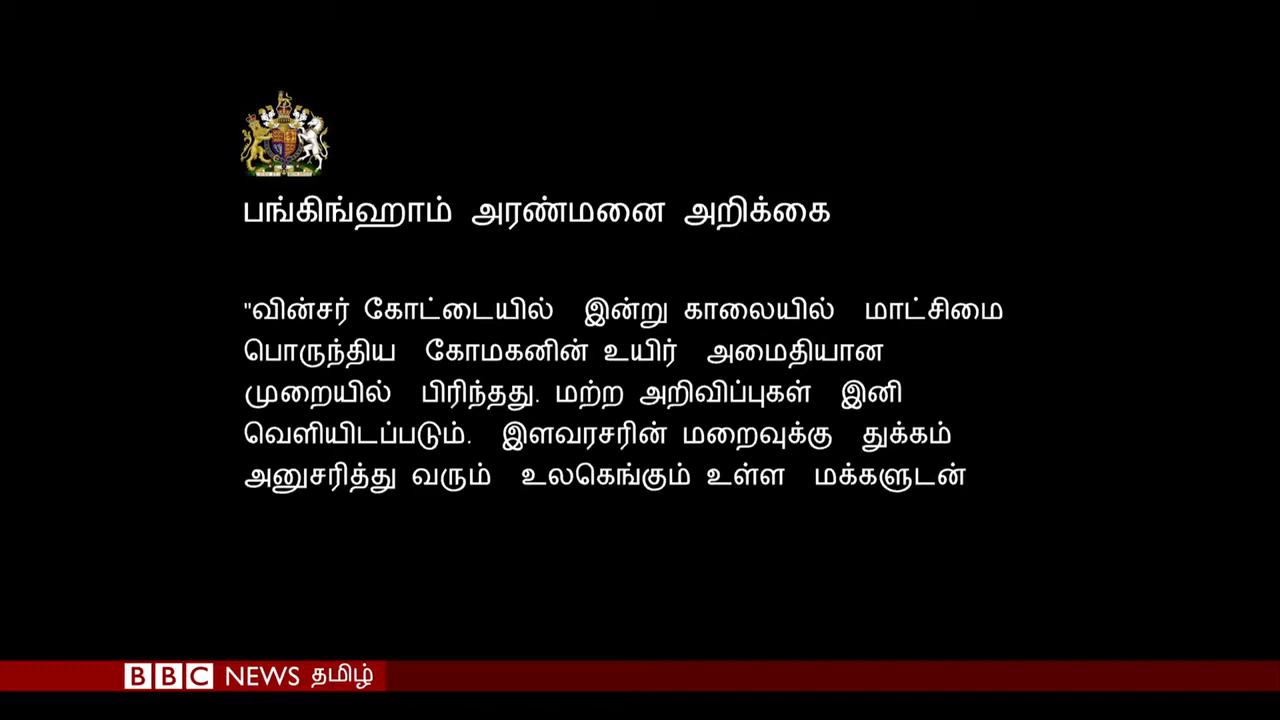 பங்கிங்ஹாம் அரண்மனை அறிக்கை
"வின்சர் கோட்டையில் இன்று காலையில் மாட்சிமை
பொருந்திய கோமகனின் உயிர் அமைதியான
முறையில் பிரிந்தது. மற்ற அறிவிப்புகள் இனி
வெளியிடப்படும். இளவரசரின் மறைவுக்கு துக்கம்
அனுசரித்து வரும் உலகெங்கும் உள்ள மக்களுடன்
BBC NEWS தமிழ்